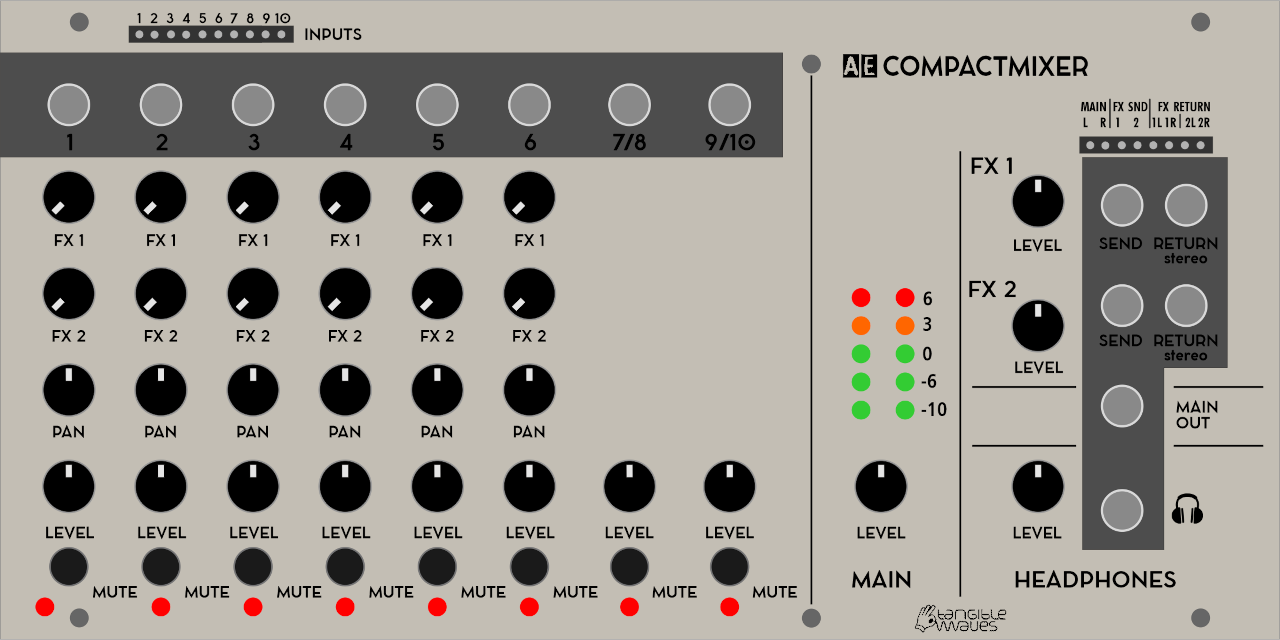 1 2 3 4 5 6 7 8 9 10
INPUTS
AE COMPACTMIXER
1 2 3 4 5 6 7/8 9/10
MAIN FX SND FX RETURN
L R 1 2 1L 1R 2L 2R
FX 1
LEVEL
SEND RETURN
stereo
FX 2
LEVEL
SEND RETURN
stereo
FX 1 FX 1 FX 1 FX 1 FX 1 FX 1
FX 2 FX 2 FX 2 FX 2 FX 2 FX 2
PAN PAN PAN PAN PAN PAN
LEVEL LEVEL LEVEL LEVEL LEVEL LEVEL LEVEL LEVEL
MUTE MUTE MUTE MUTE MUTE MUTE MUTE MUTE
6
3
0
-6
-10
LEVEL
MAIN
MAIN
OUT
LEVEL
HEADPHONES
tangible
waves